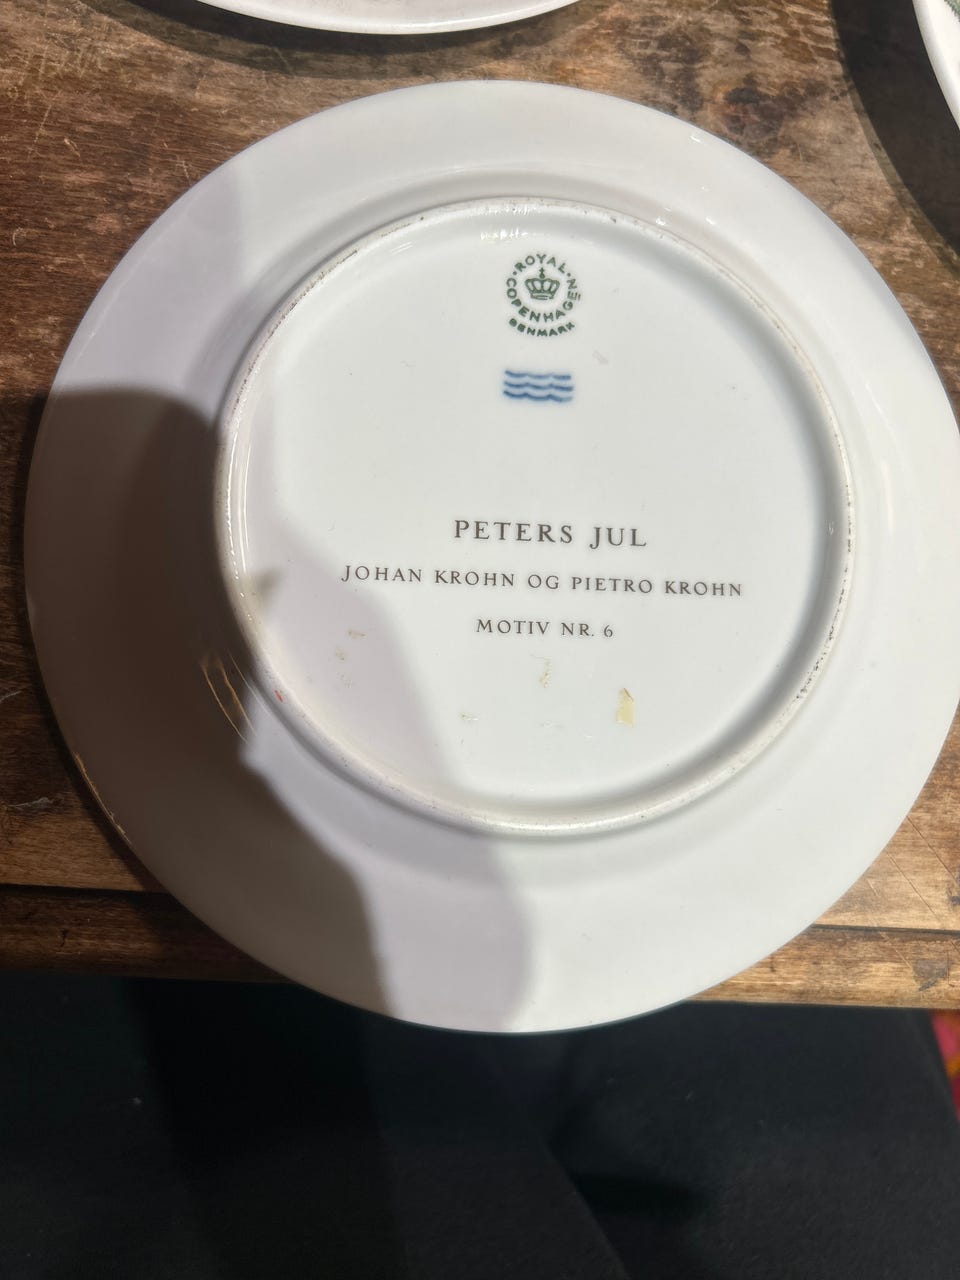 ROYAL
COPENHAGEN
DENMARK
PETERS JUL
JOHAN KROHN OG PIETRO KROHN
MOTIV NR. 6